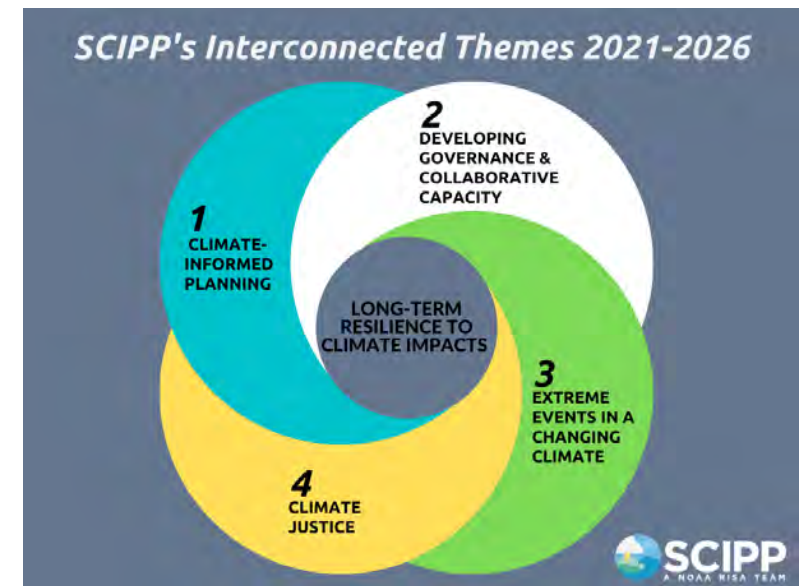 SCIPP's Interconnected Themes 2021-2026
1
CLIMATE-
INFORMED
PLANNING
2
DEVELOPING
GOVERNANCE &
COLLABORATIVE
CAPACITY
LONG-TERM
RESILIENCE TO
CLIMATE IMPACTS
3
EXTREME
EVENTS IN A
CHANGING
CLIMATE
4
CLIMATE
JUSTICE
SCIPP
A NOAA RISA TEAM